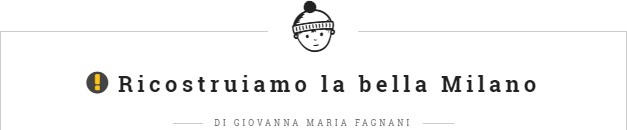 Ricostruiamo la bella Milano
DI GIOVANNA MARIA FAGNANI